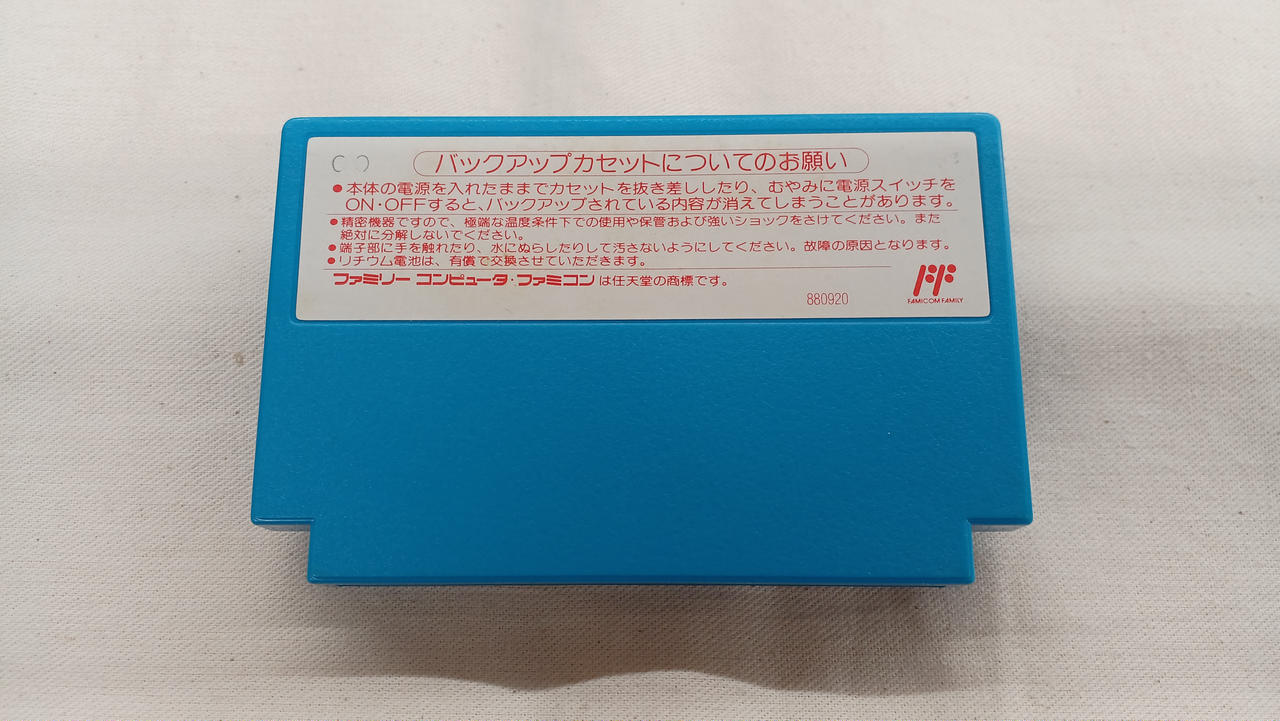 バックアップカセットについてのお願い
●本体の電源を入れたままでカセットを抜き差ししたり、むやみに電源スイッチを
ON・OFFすると、バックアップされている内容が消えてしまうことがあります。
●精密機器ですので、極端な温度条件下での使用や保管および強いショックをさけてください。また
絶対に分解しないでください。
●端子部に手を触れたり、水にぬらしたりして汚さないようにしてください。故障の原因となります。
●リチウム電池は、有償で交換させていただきます。
ファミリー コンピュータ・ファミコン は任天堂の商標です。
880920
FAMICOM FAMILY